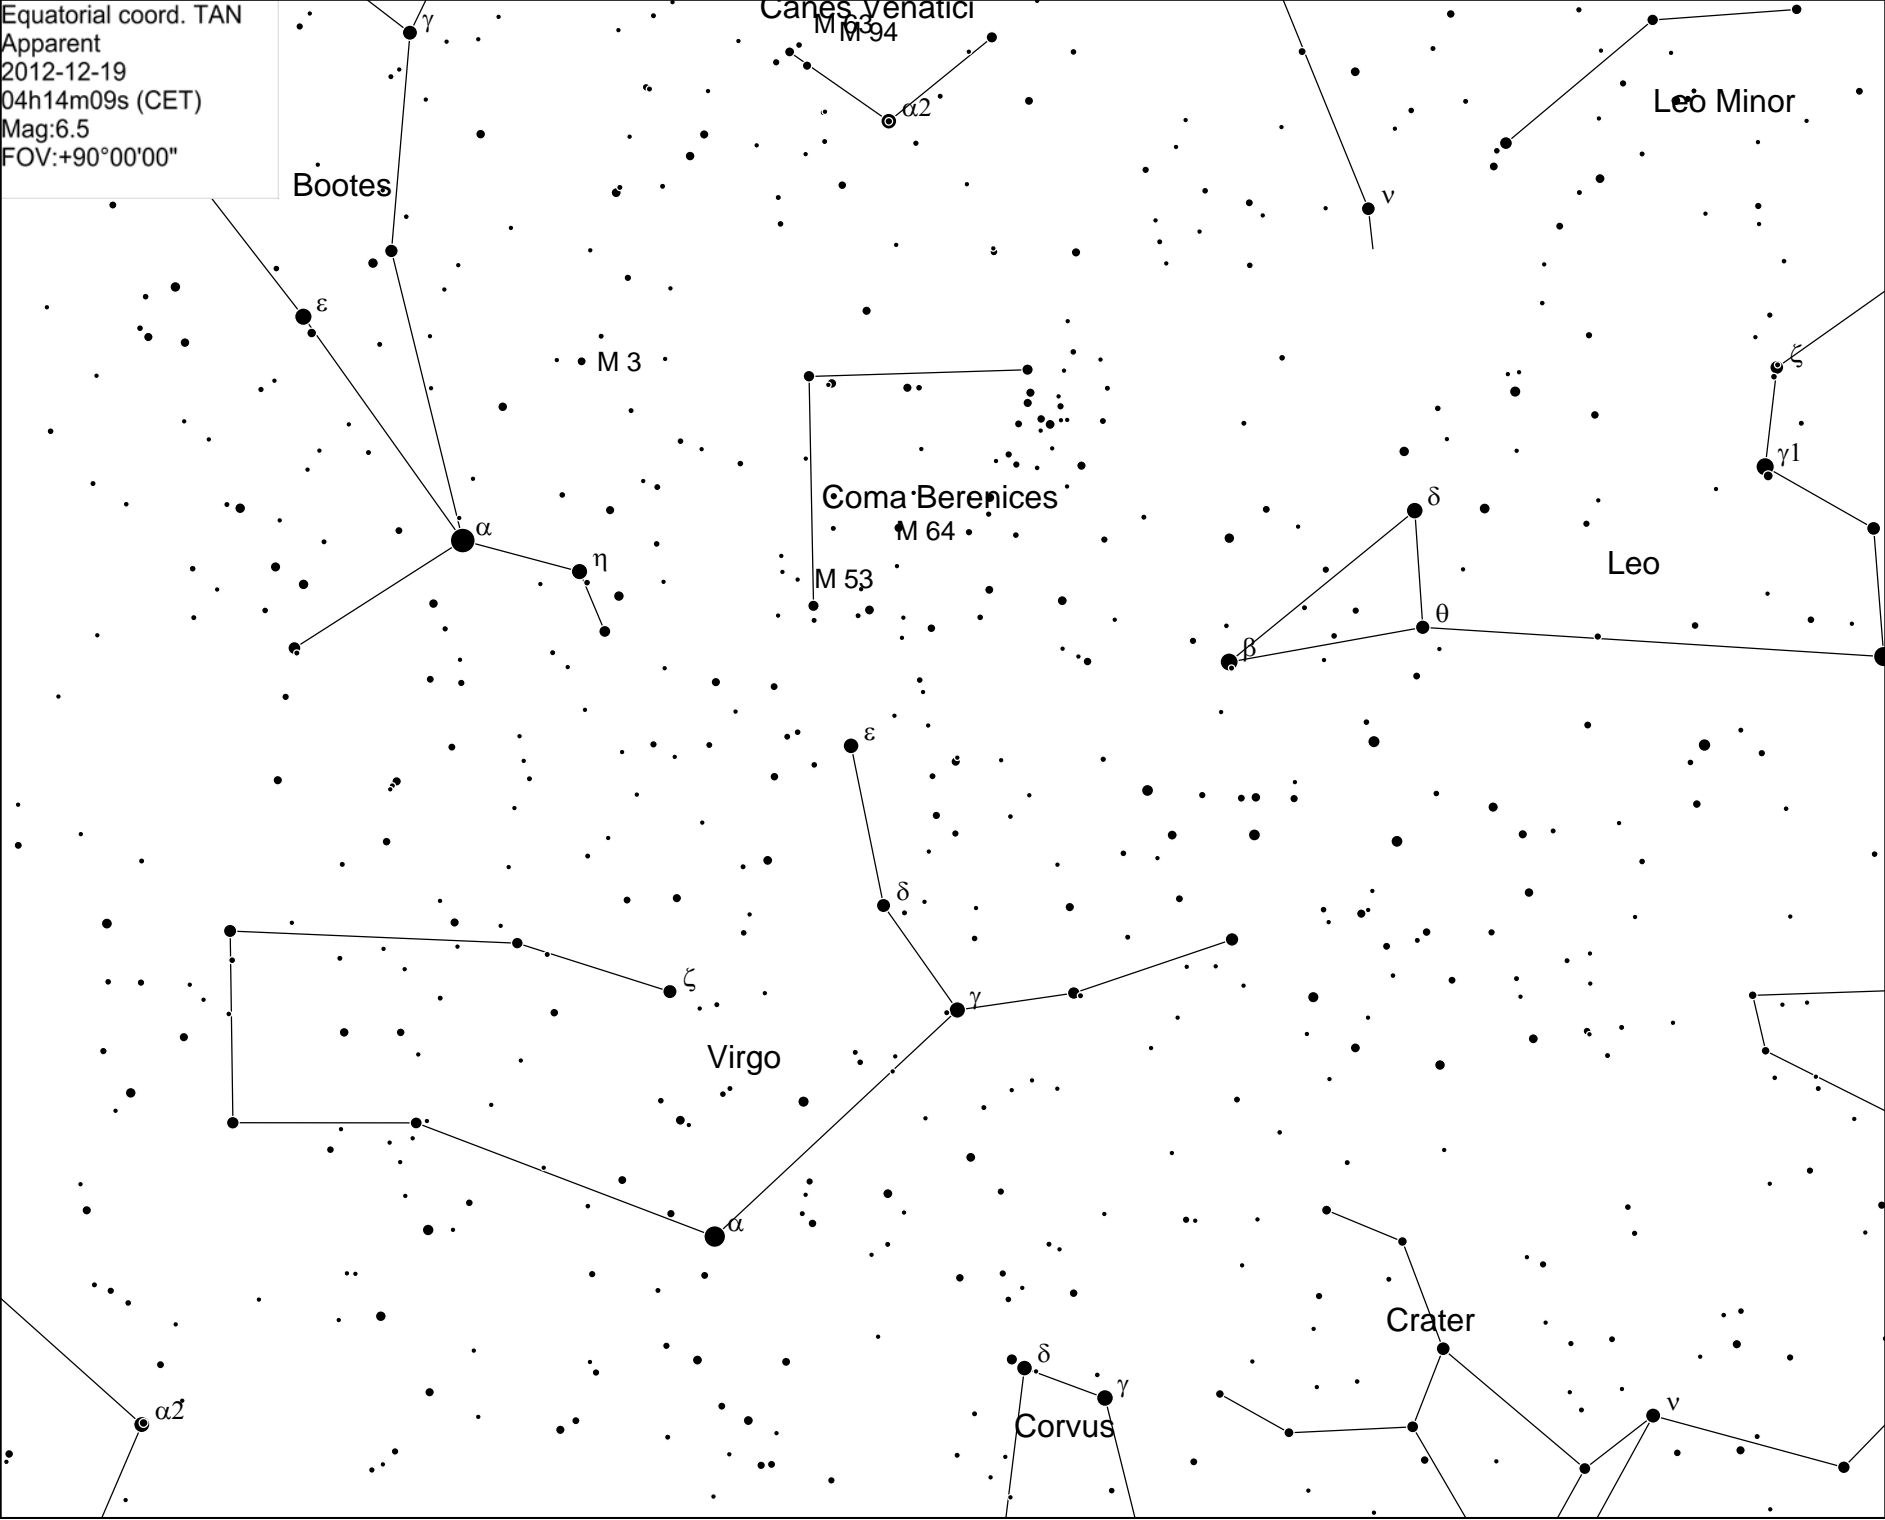 Equatorial coord. TAN
Apparent
2012-12-19
04h14m09s (CET)
Mag:6.5
FOV:+90°00'00"
γ
Canes Venatici
M 63
M 94
α2
Leo Minor
Bootes
ν
ε
M 3
ζ
γ1
Coma Berenices
δ
α
M 64
η
Leo
M 53
θ
β
ε
δ
ζ
γ
Virgo
α
Crater
δ
γ
α2
ν
Corvus